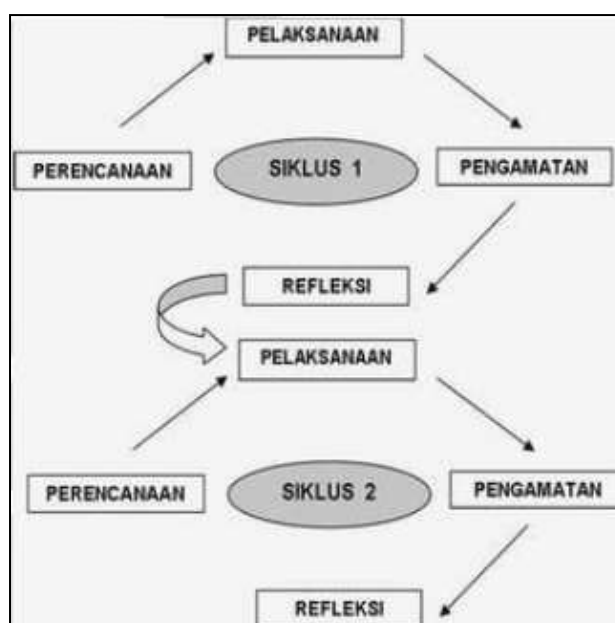 PELAKSANAAN
PERENCANAAN
SIKLUS 1
PENGAMATAN
REFLEKSI
PELAKSANAAN
PERENCANAAN
SIKLUS 2
PENGAMATAN
REFLEKSI